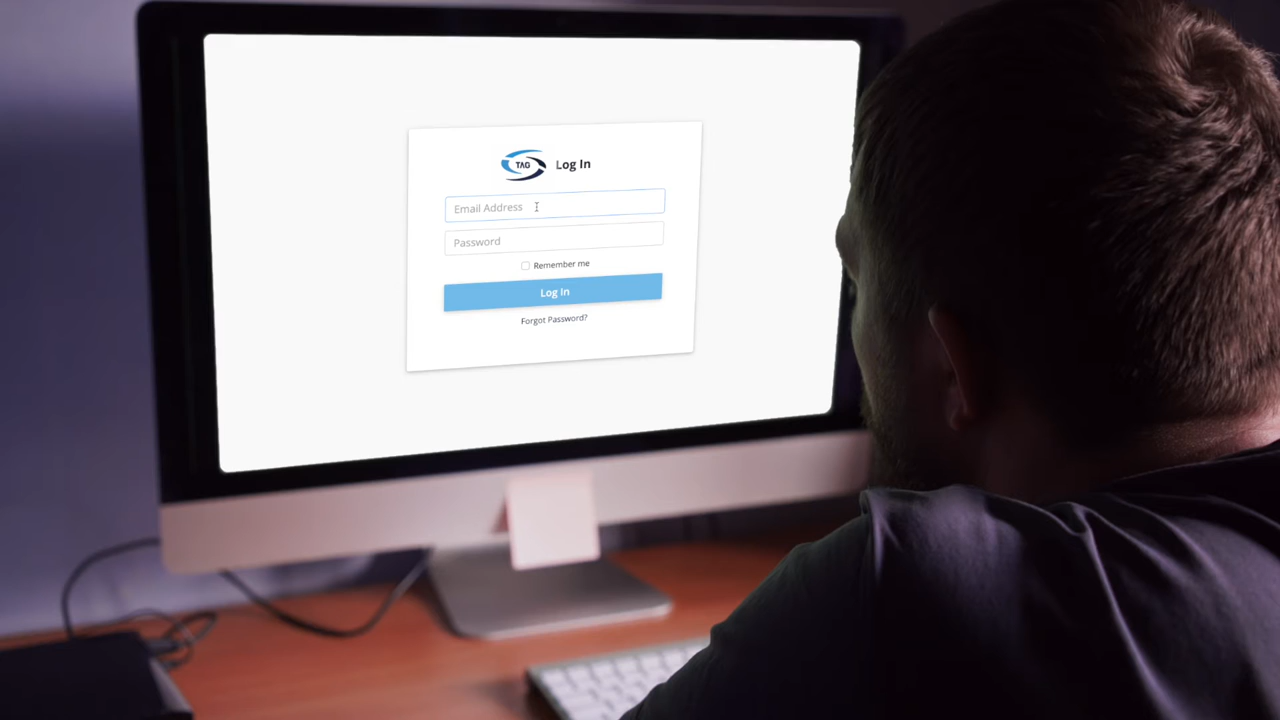 TAG
Log In
Email Address
Password
Remember me
Log In
Forgot Password?